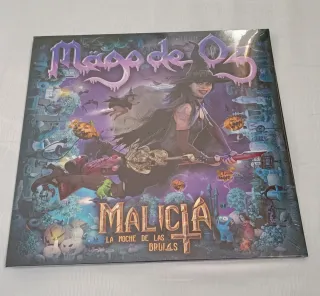 Mägo de Oz
MALICIA
LA NOCHE DE LAS
BRUJAS